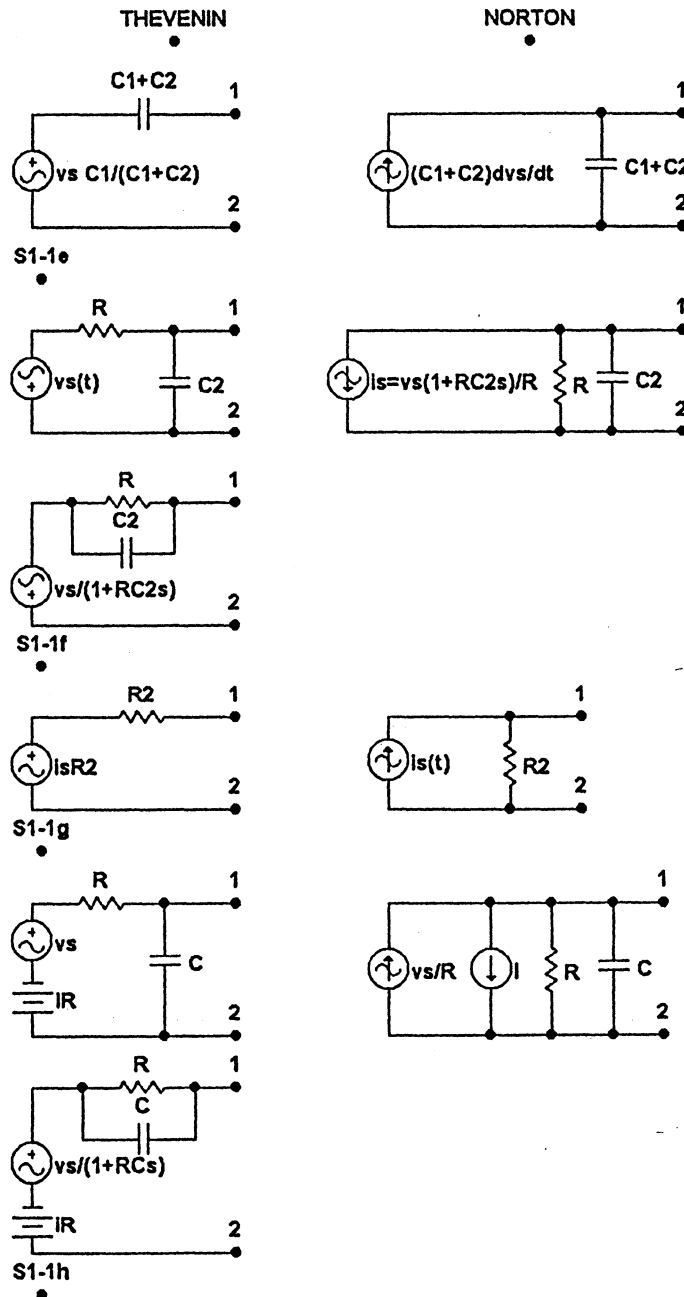 THEVENIN NORTON
C1+C2 1 1
vs C1/(C1+C2) (C1+C2)dvs/dt C1+C2
2 2
S1-1e
R 1 1
vs(t) C2 is=vs(1+RC2s)/R R C2
2 2
R 1
C2
vs/(1+RC2s)
2
S1-1f
R2 1 1
isR2 is(t) R2
2 2
S1-1g
R 1 1
vs C vs/R I R C
IR
2 2
R 1
C
vs/(1+RCs)
IR 2
S1-1h